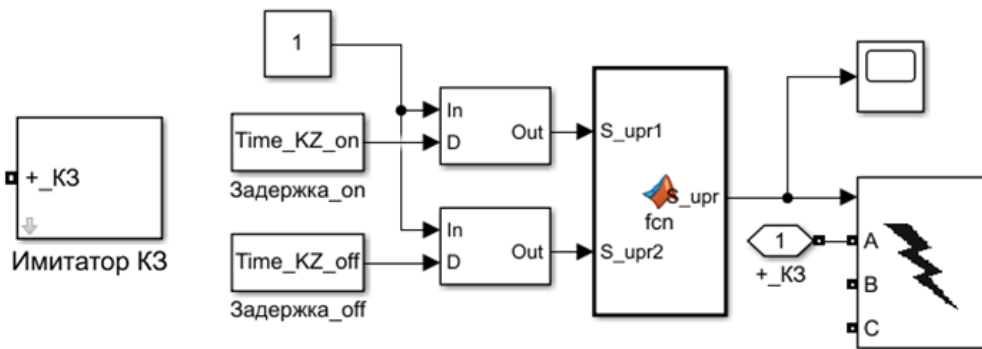 +_КЗ
Имитатор КЗ
1
Time_KZ_on
Задержка_on
Time_KZ_off
Задержка_off
In
D
Out
In
D
Out
S_upr1
S_upr2
S_upr
fcn
1
+_КЗ
A
B
C